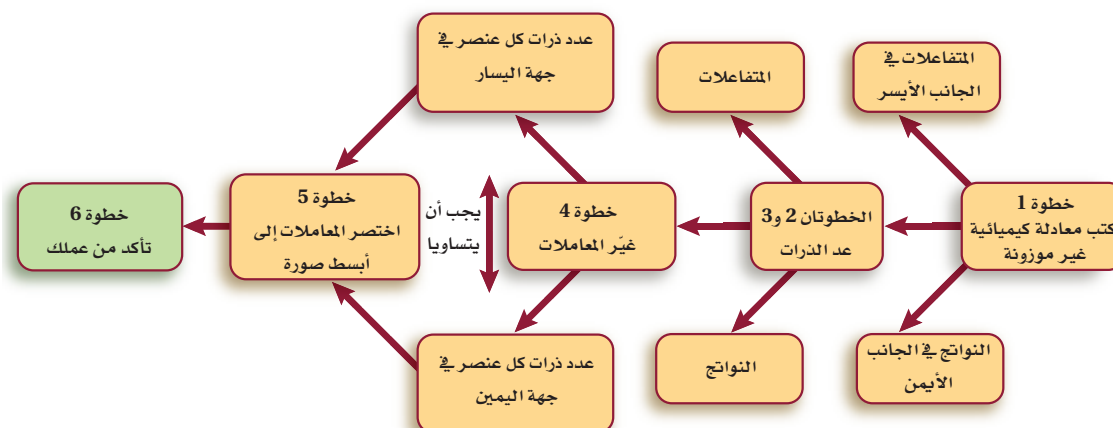 المتفاعلات في
الجانب الأيسر
خطوة 1
كتب معادلة كيميائية
غير موزونة
النواتج في الجانب
الأيمن
المتفاعلات
الخطوتان 2 و3
عد الذرات
النواتج
عدد ذرات كل عنصر في
جهة اليسار
خطوة 4
غيّر المعاملات
عدد ذرات كل عنصر في
جهة اليمين
يجب أن
يتساويا
خطوة 5
اختصر المعاملات إلى
أبسط صورة
خطوة 6
تأكد من عملك